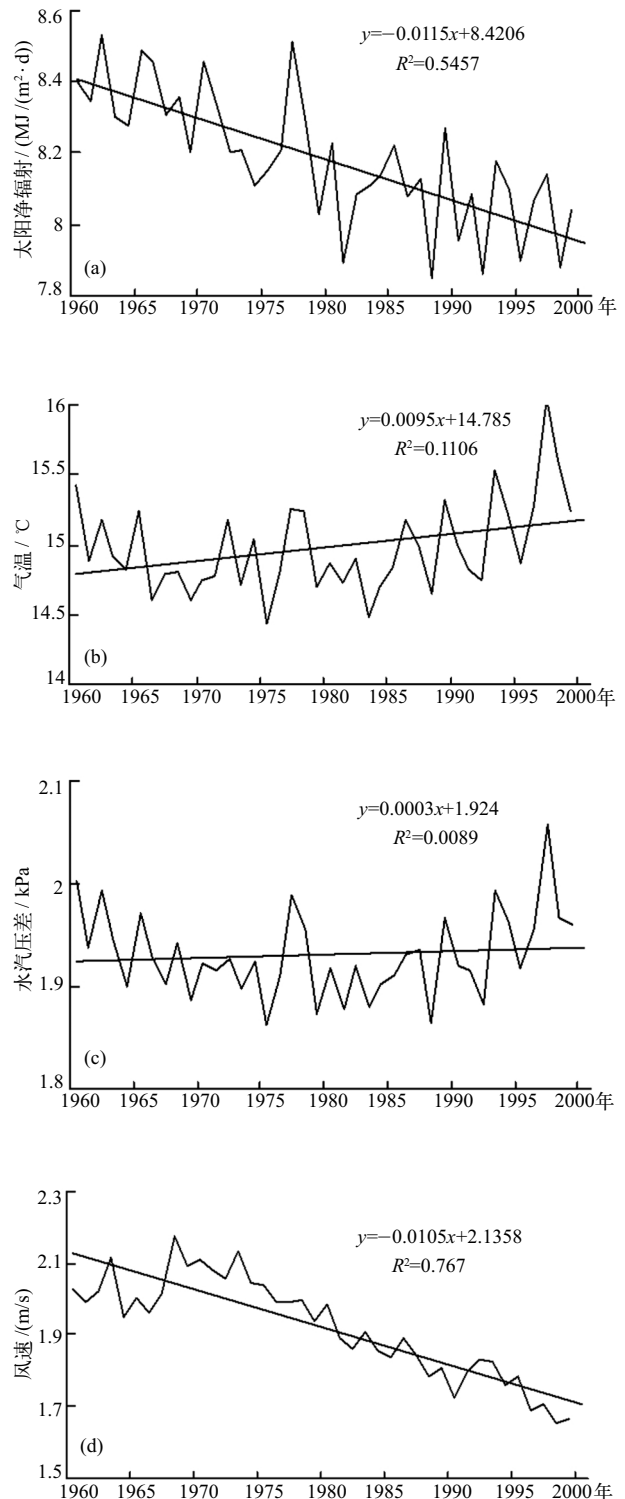 8.6
8.4
8.2
8
7.8
太阳净辐射 / (MJ /(m²· d))
y=−0.0115x+8.4206
R²=0.5457
(a)
1960 1965 1970 1975 1980 1985 1990 1995 2000 年
16
15.5
15
14.5
14
气温 / ℃
y=0.0095x+14.785
R²=0.1106
(b)
1960 1965 1970 1975 1980 1985 1990 1995 2000年
2.1
2
1.9
1.8
水汽压差 / kPa
y=0.0003x+1.924
R²=0.0089
(c)
1960 1965 1970 1975 1980 1985 1990 1995 2000年
2.3
2.1
1.9
1.7
1.5
风速 /(m/s)
y=−0.0105x+2.1358
R²=0.767
(d)
1960 1965 1970 1975 1980 1985 1990 1995 2000 年